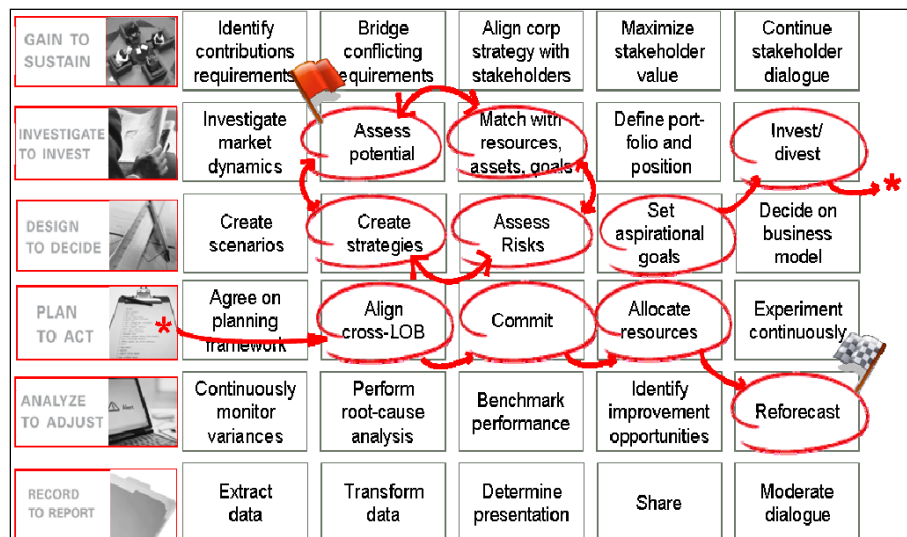 GAIN TO
SUSTAIN
Identify
contributions
requirements
Bridge
conflicting
requirements
Align corp
strategy with
stakeholders
Maximize
stakeholder
value
Continue
stakeholder
dialogue
INVESTIGATE
TO INVEST
Investigate
market
dynamics
Assess
potential
Match with
resources,
assets, goals
Define port-
folio and
position
Invest/
divest
*
DESIGN
TO DECIDE
Create
scenarios
Create
strategies
Assess
Risks
Set
aspirational
goals
Decide on
business
model
PLAN
TO ACT
*
Agree on
planning
framework
Align
cross-LOB
Commit
Allocate
resources
Experiment
continuously
ANALYZE
TO ADJUST
Alert
Continuously
monitor
variances
Perform
root-cause
analysis
Benchmark
performance
Identify
improvement
opportunities
Reforecast
RECORD
TO REPORT
Extract
data
Transform
data
Determine
presentation
Share
Moderate
dialogue